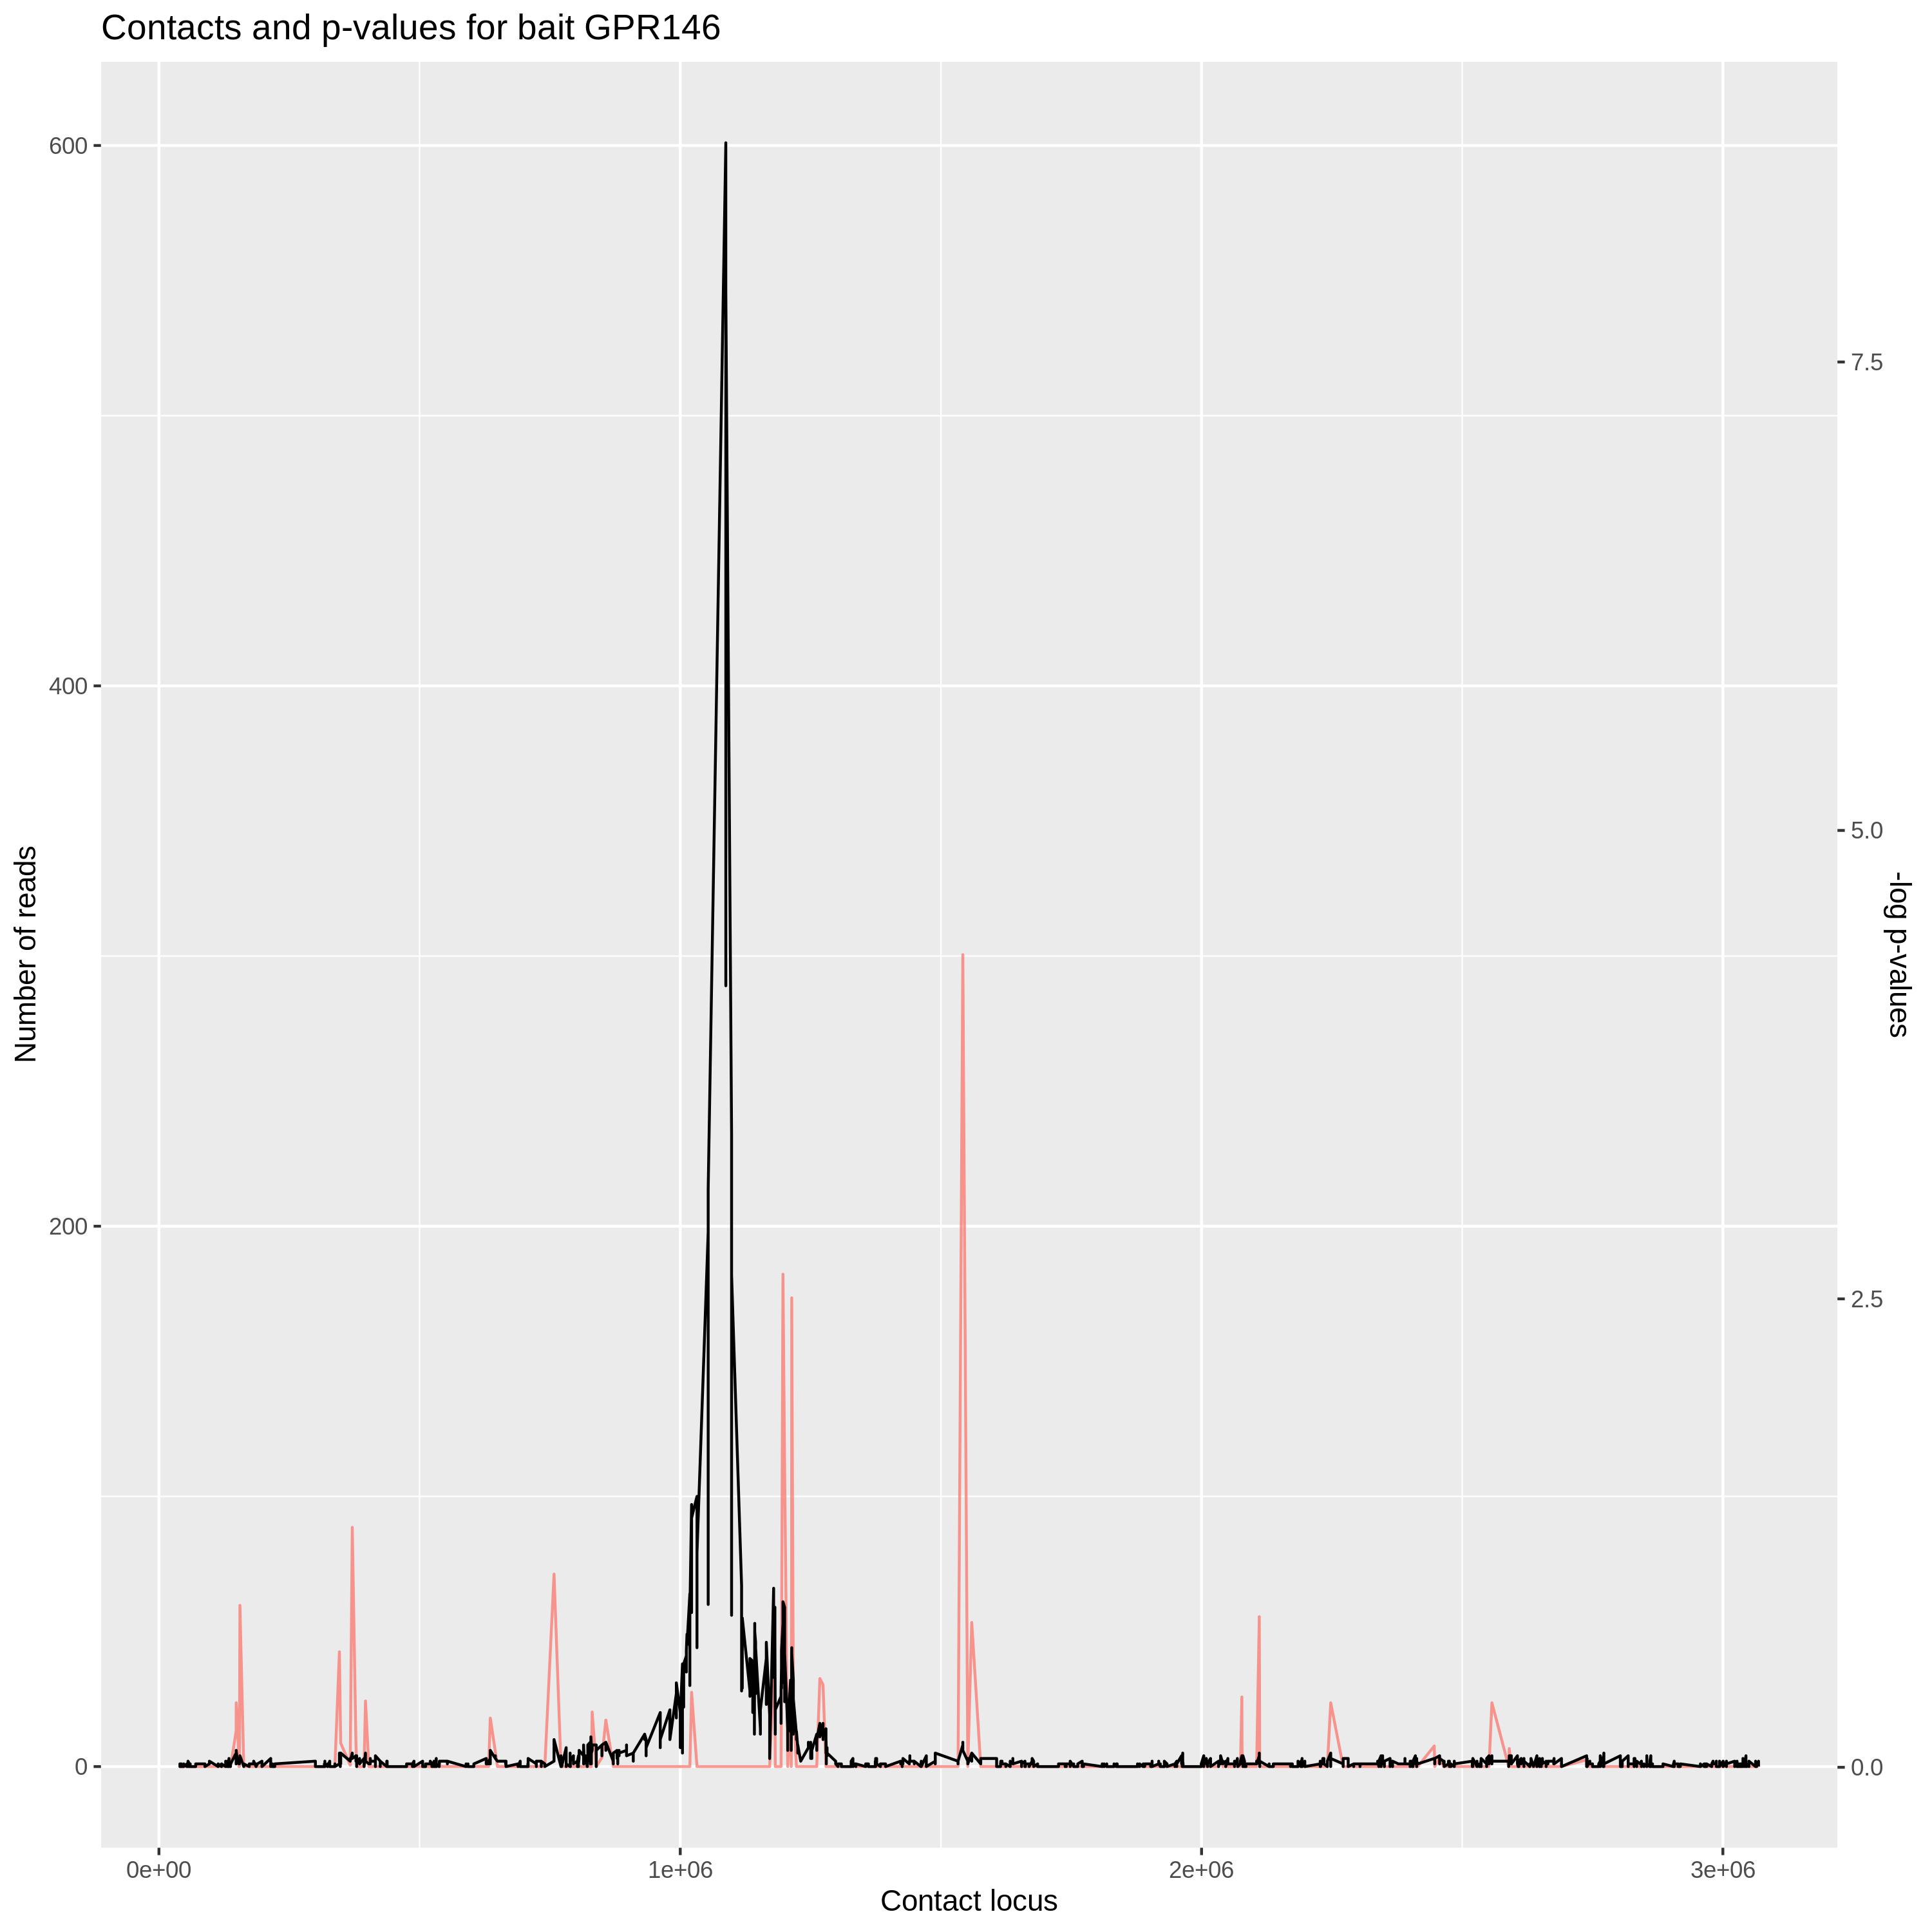 Contacts and p-values for bait GPR146
600
400
200
0
Number of reads
7.5
5.0
2.5
0.0
-log p-values
0e+00
1e+06
2e+06
3e+06
Contact locus